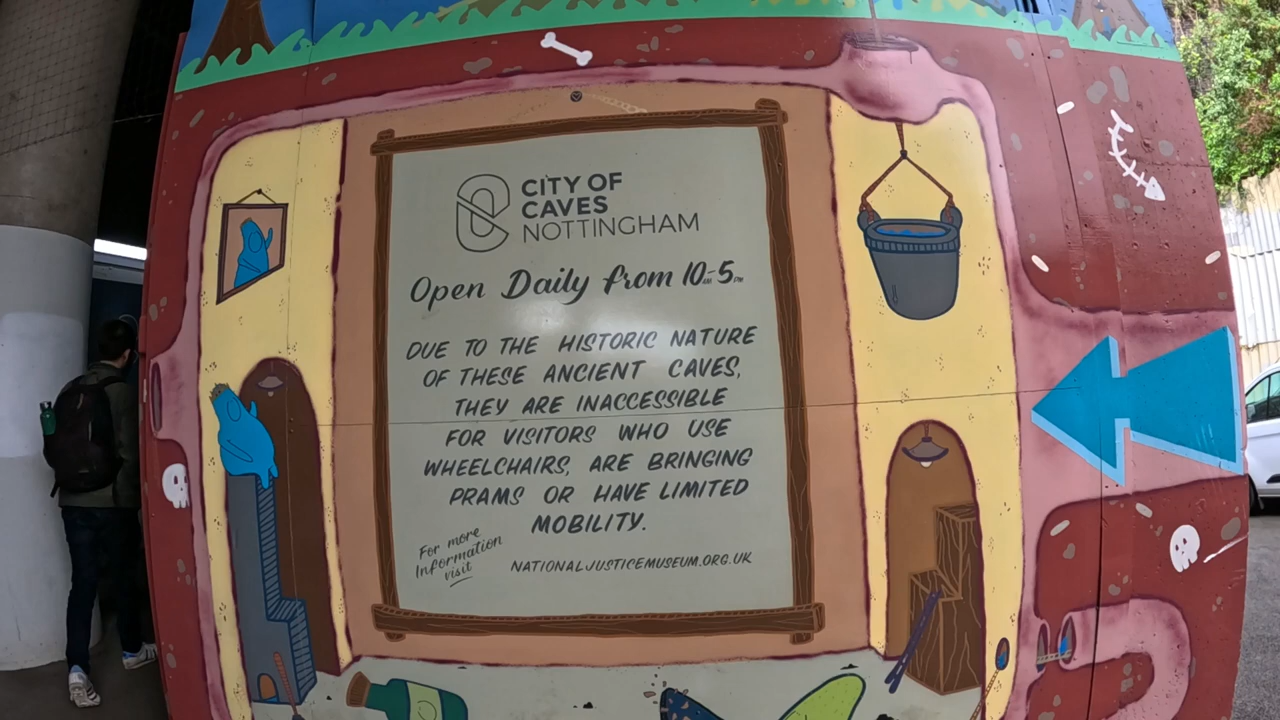 CITY OF
CAVES
NOTTINGHAM
Open Daily from 10AM-5PM
DUE TO THE HISTORIC NATURE
OF THESE ANCIENT CAVES,
THEY ARE INACCESSIBLE
FOR VISITORS WHO USE
WHEELCHAIRS, ARE BRINGING
PRAMS OR HAVE LIMITED
MOBILITY.
For more
Information
visit
NATIONALJUSTICEMUSEUM.ORG.UK